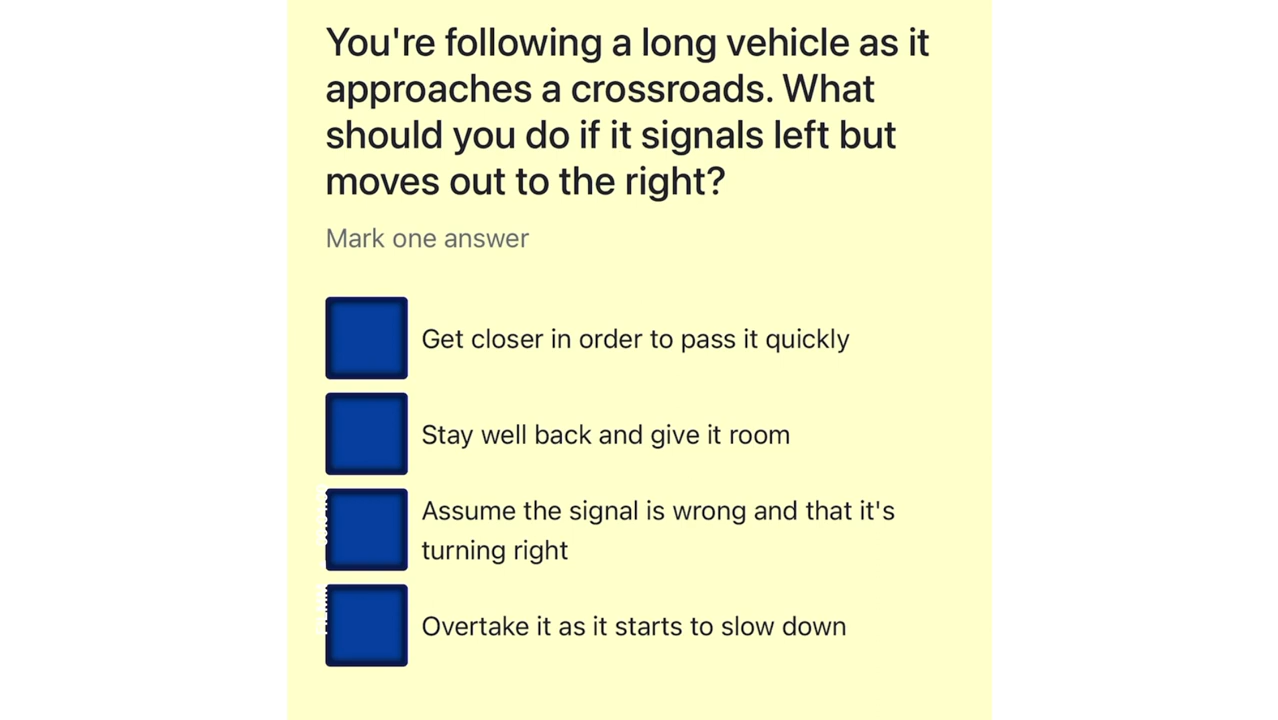 You're following a long vehicle as it
approaches a crossroads. What
should you do if it signals left but
moves out to the right?
Mark one answer
Get closer in order to pass it quickly
Stay well back and give it room
Assume the signal is wrong and that it's
turning right
Overtake it as it starts to slow down